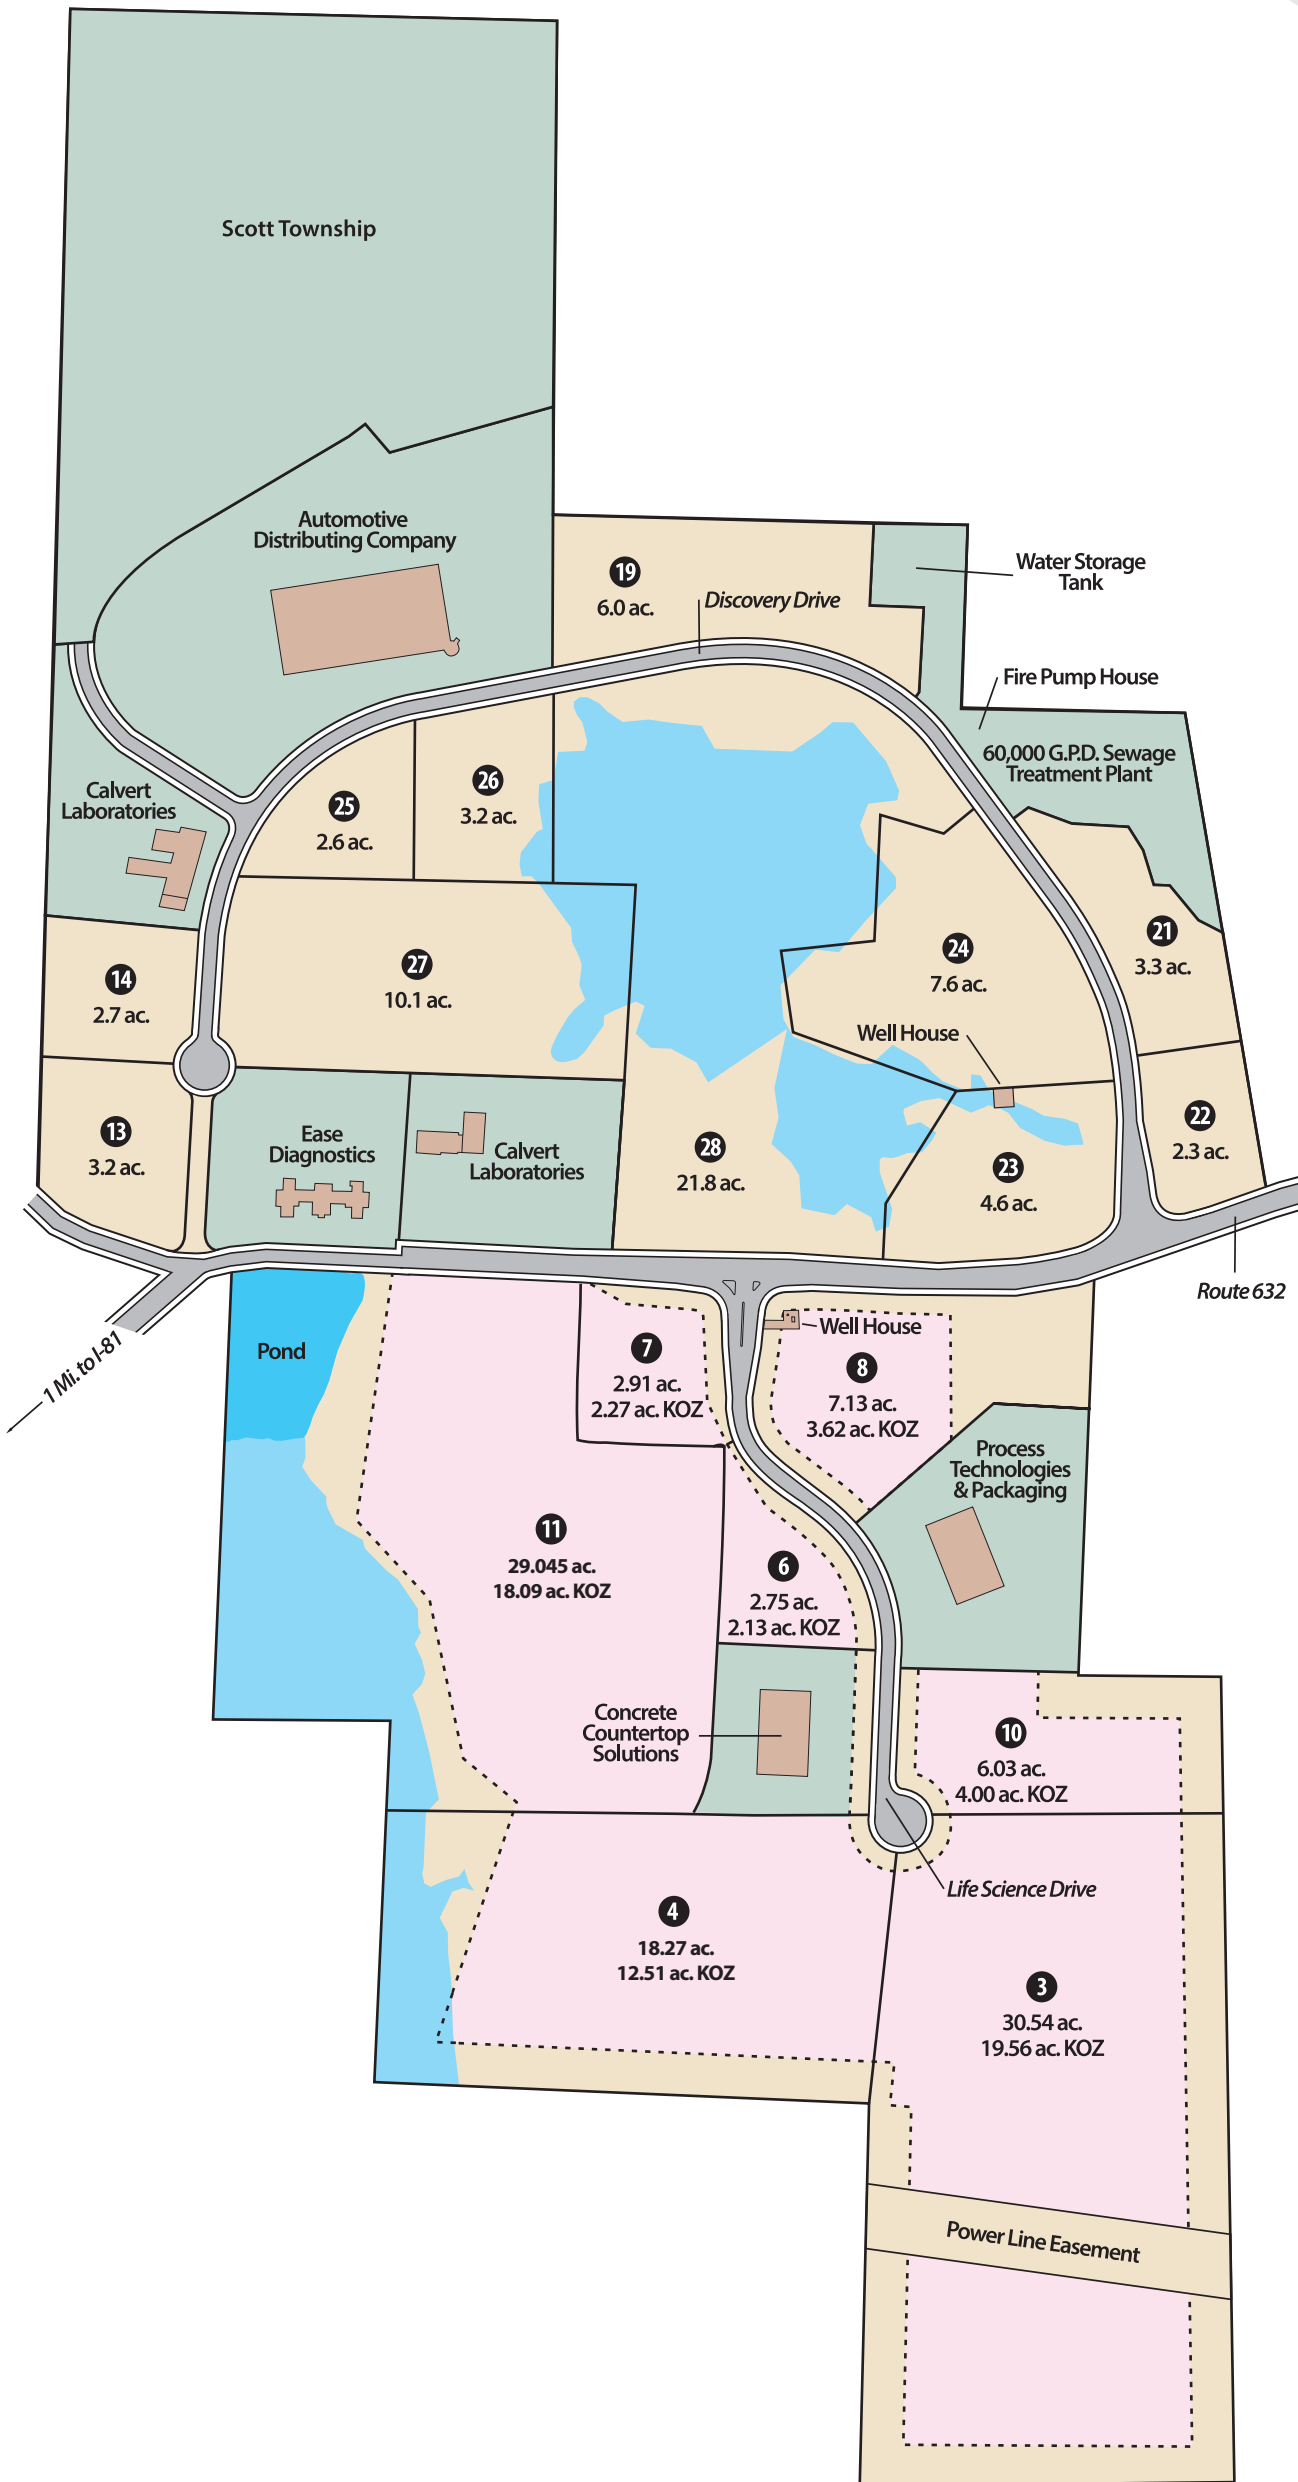 Scott Township
Automotive
Distributing Company
19
6.0 ac.
Discovery Drive
Water Storage
Tank
Fire Pump House
60,000 G.P.D. Sewage
Treatment Plant
Calvert
Laboratories
25
2.6 ac.
26
3.2 ac.
21
3.3 ac.
24
7.6 ac.
27
10.1 ac.
14
2.7 ac.
Well House
13
3.2 ac.
Ease
Diagnostics
Calvert
Laboratories
28
21.8 ac.
23
4.6 ac.
22
2.3 ac.
Route 632
1 Mi. to I-81
Pond
Well House
7
2.91 ac.
2.27 ac. KOZ
8
7.13 ac.
3.62 ac. KOZ
Process
Technologies
& Packaging
11
29.045 ac.
18.09 ac. KOZ
6
2.75 ac.
2.13 ac. KOZ
Concrete
Countertop
Solutions
10
6.03 ac.
4.00 ac. KOZ
Life Science Drive
4
18.27 ac.
12.51 ac. KOZ
3
30.54 ac.
19.56 ac. KOZ
Power Line Easement